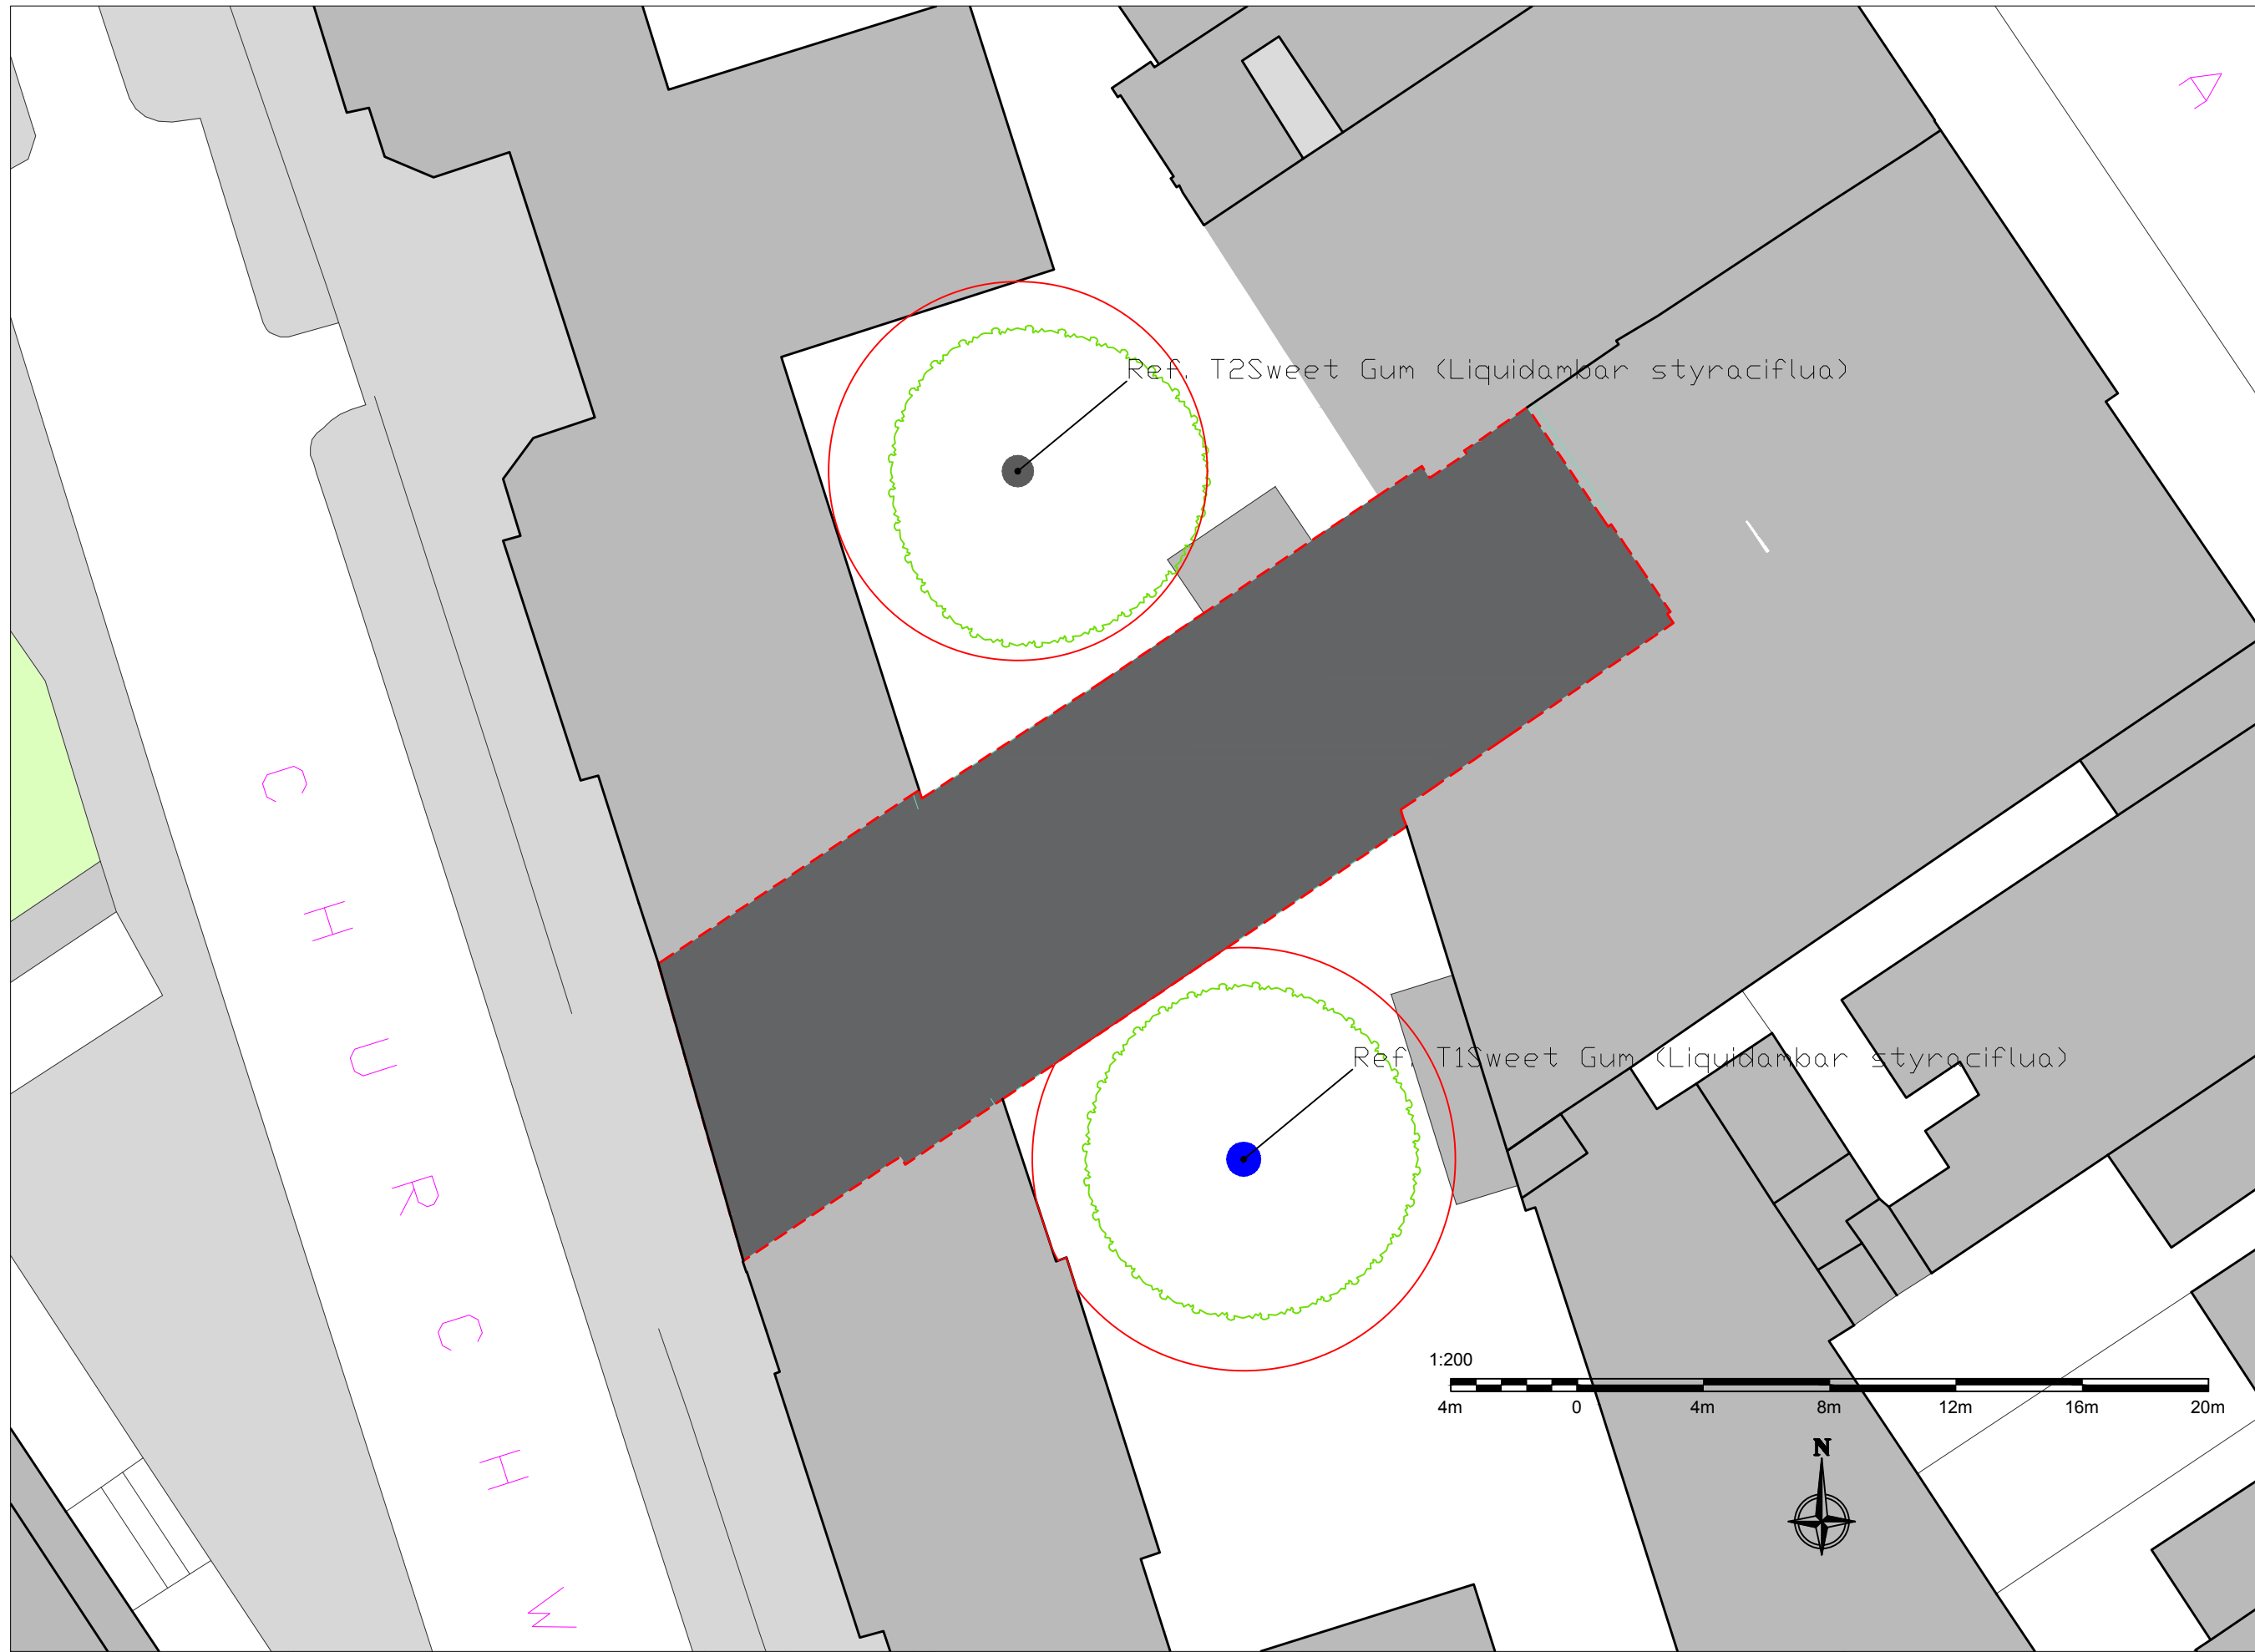 A
Ref. T2Sweet Gum (Liquidambar styraciflua)
CHURCH W
Ref. T1Sweet Gum (Liquidambar styraciflua)
1:200
4m 0 4m 8m 12m 16m 20m
N